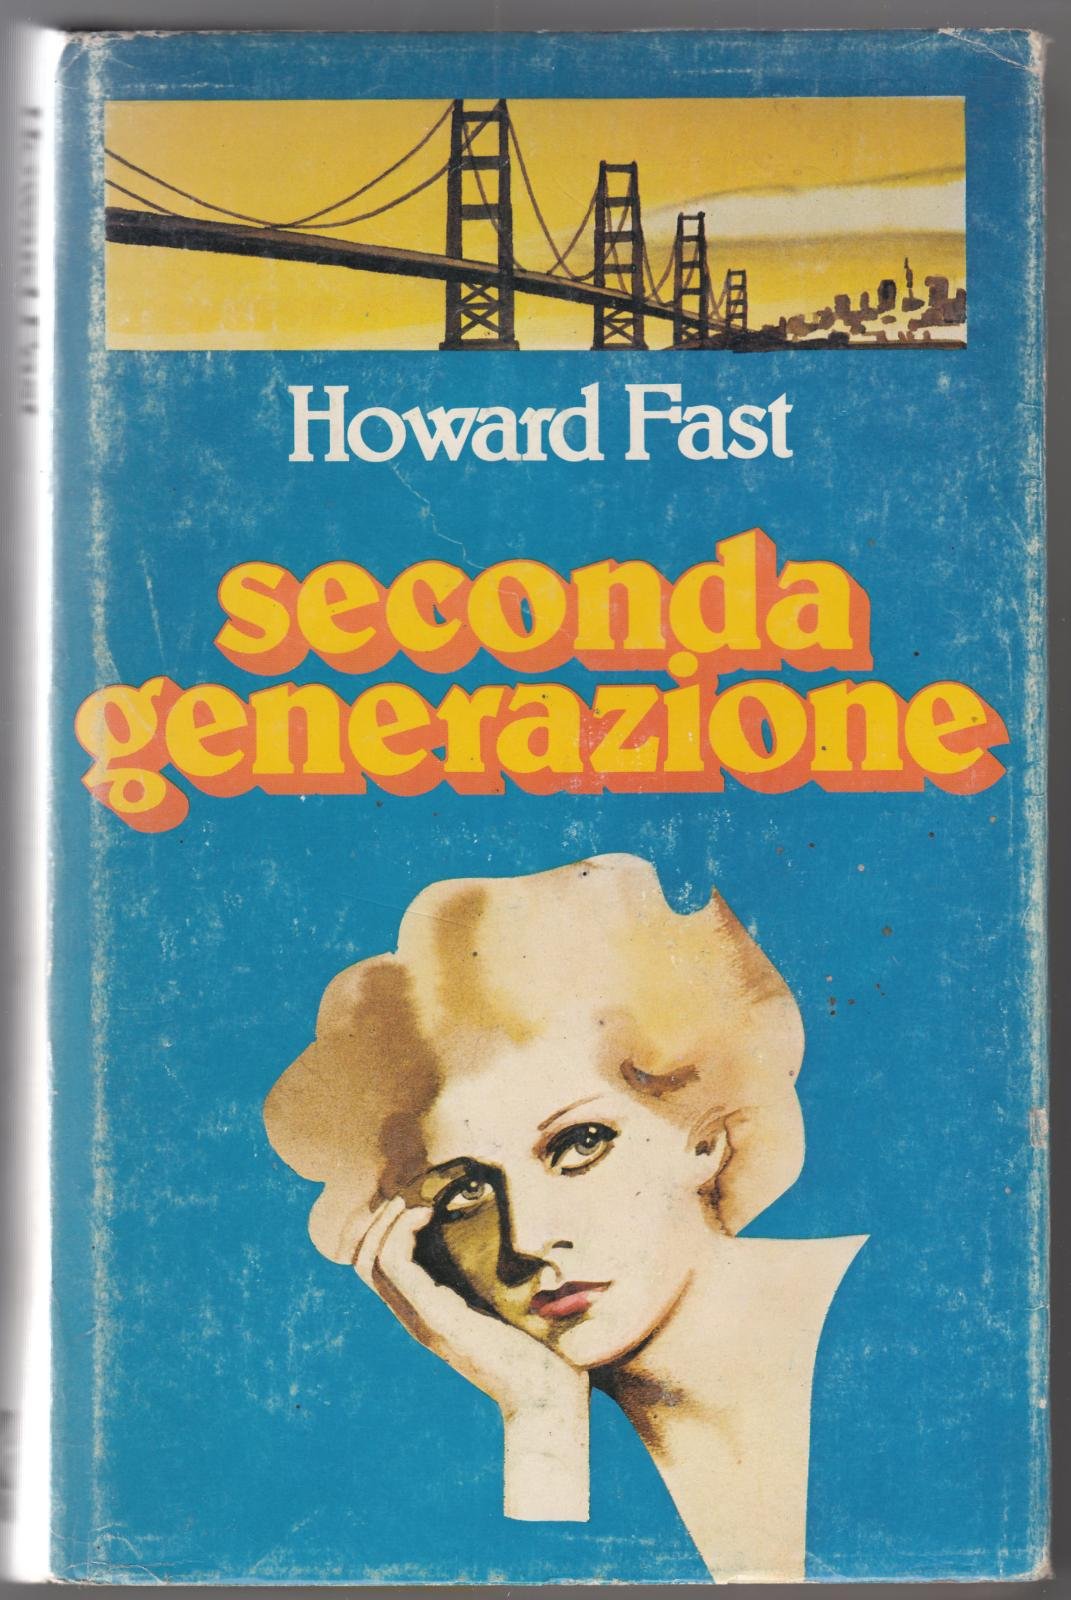 Howard Fast
seconda
generazione